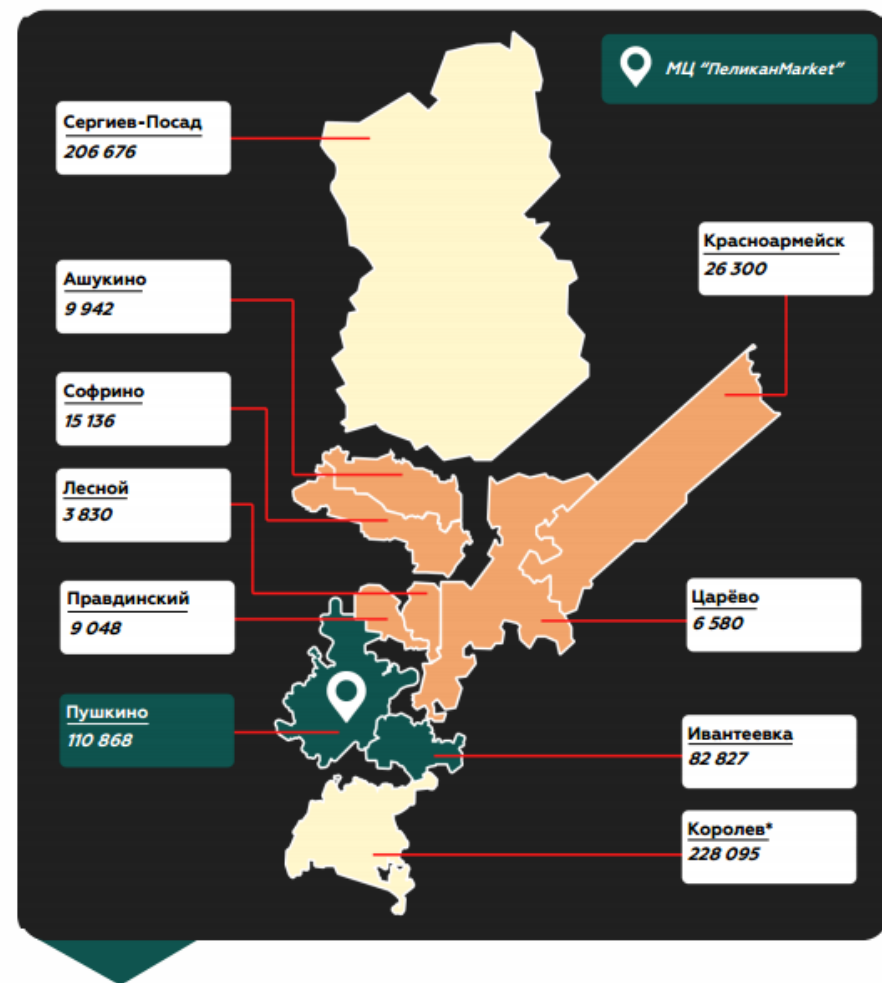 МЦ “ПеликанMarket”
Сергиев-Посад
206 676
Красноармейск
26 300
Ашукино
9 942
Софрино
15 136
Лесной
3 830
Правдинский
9 048
Царёво
6 580
Пушкино
110 868
Ивантеевка
82 827
Королев*
228 095